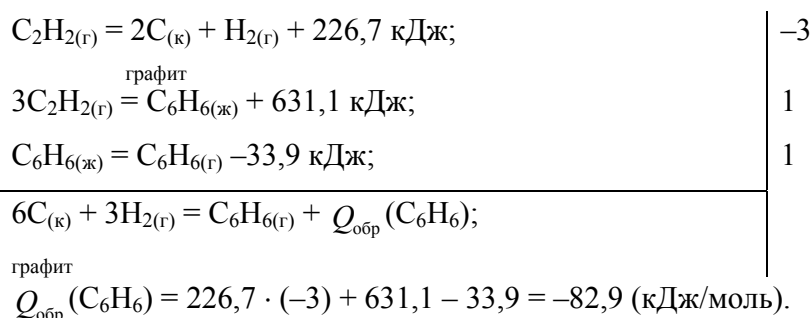 C₂H₂₍г₎ = 2C₍к₎ + H₂₍г₎ + 226,7 кДж; –3
графит
3C₂H₂₍г₎ = C₆H₆₍ж₎ + 631,1 кДж; 1
C₆H₆₍ж₎ = C₆H₆₍г₎ –33,9 кДж; 1
6C₍к₎ + 3H₂₍г₎ = C₆H₆₍г₎ + Qобр (C₆H₆);
графит
Qобр (C₆H₆) = 226,7 · (–3) + 631,1 – 33,9 = –82,9 (кДж/моль).